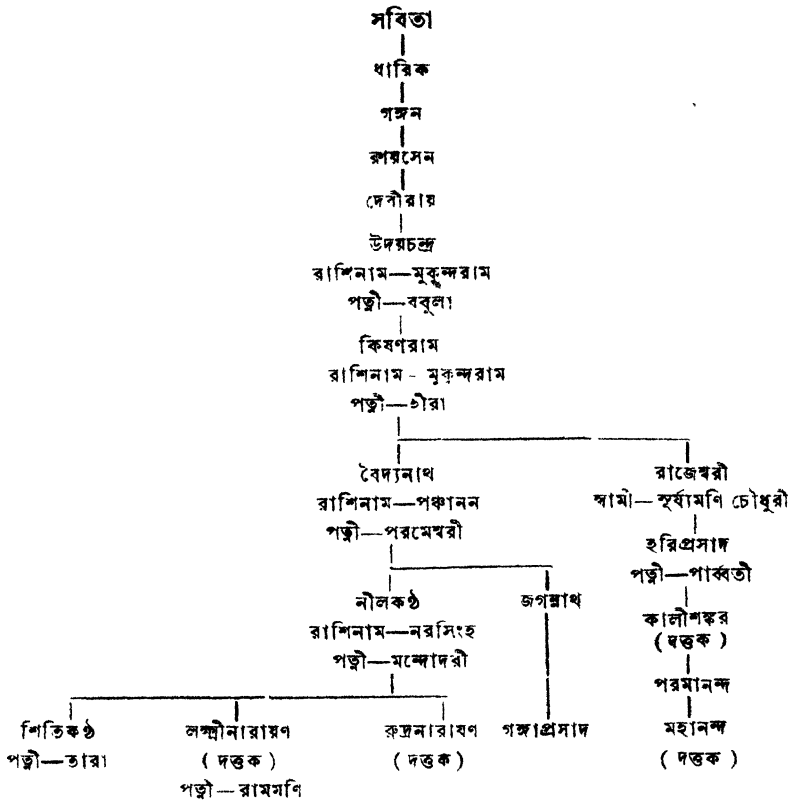 সবিতা
ধারিক
গঙ্গন
রুায়সেন
দেবীরায়
উদয়চন্দ্র
রাশিনাম—মুকুন্দরাম
পত্নী—ববুলা
কিষণরাম
রাশিনাম - মুকুন্দরাম
পত্নী—তীরা
বৈদ্যনাথ রাজেশ্বরী
রাশিনাম—পঞ্চানন স্বামী—সূর্য্যমণি চৌধুরী
পত্নী—পরমেশ্বরী হরিপ্রসাদ
পত্নী—পার্ব্বতী
নীলকণ্ঠ জগন্নাথ কালীশঙ্কর
রাশিনাম—নরসিংহ (দত্তক)
পত্নী—মন্দোদরী পরমানন্দ
শিতিকণ্ঠ লক্ষ্মীনারায়ণ রুদ্রনারায়ণ গঙ্গাপ্রসাদ মহানন্দ
পত্নী—তারা (দত্তক) (দত্তক) (দত্তক)
পত্নী—রামমণি